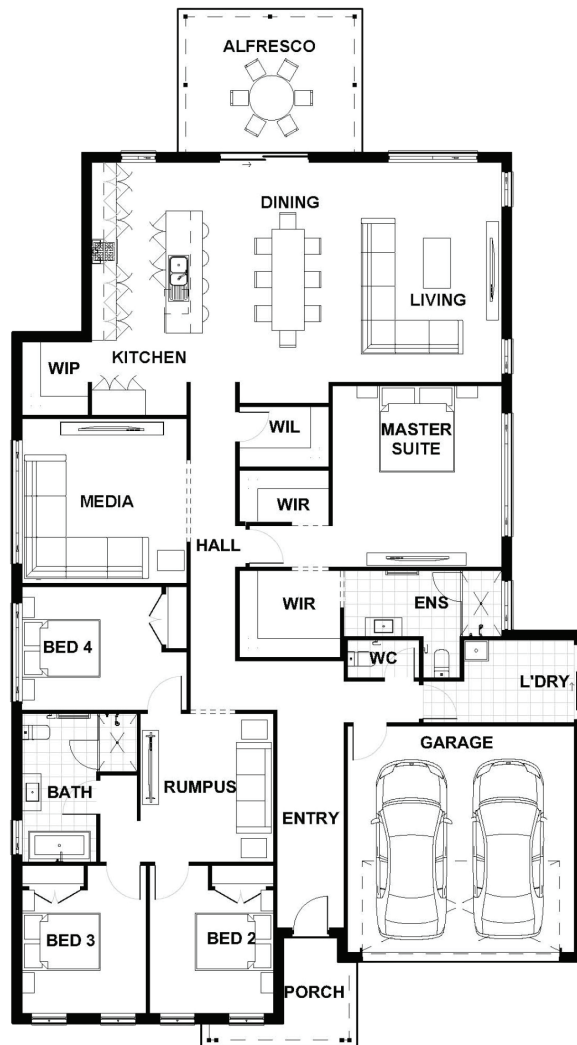 ALFRESCO
DINING
LIVING
KITCHEN
WIP
WIL
MASTER
SUITE
MEDIA
WIR
HALL
WIR
ENS
BED 4
WC
L'DRY
GARAGE
BATH
RUMPUS
ENTRY
BED 3
BED 2
PORCH